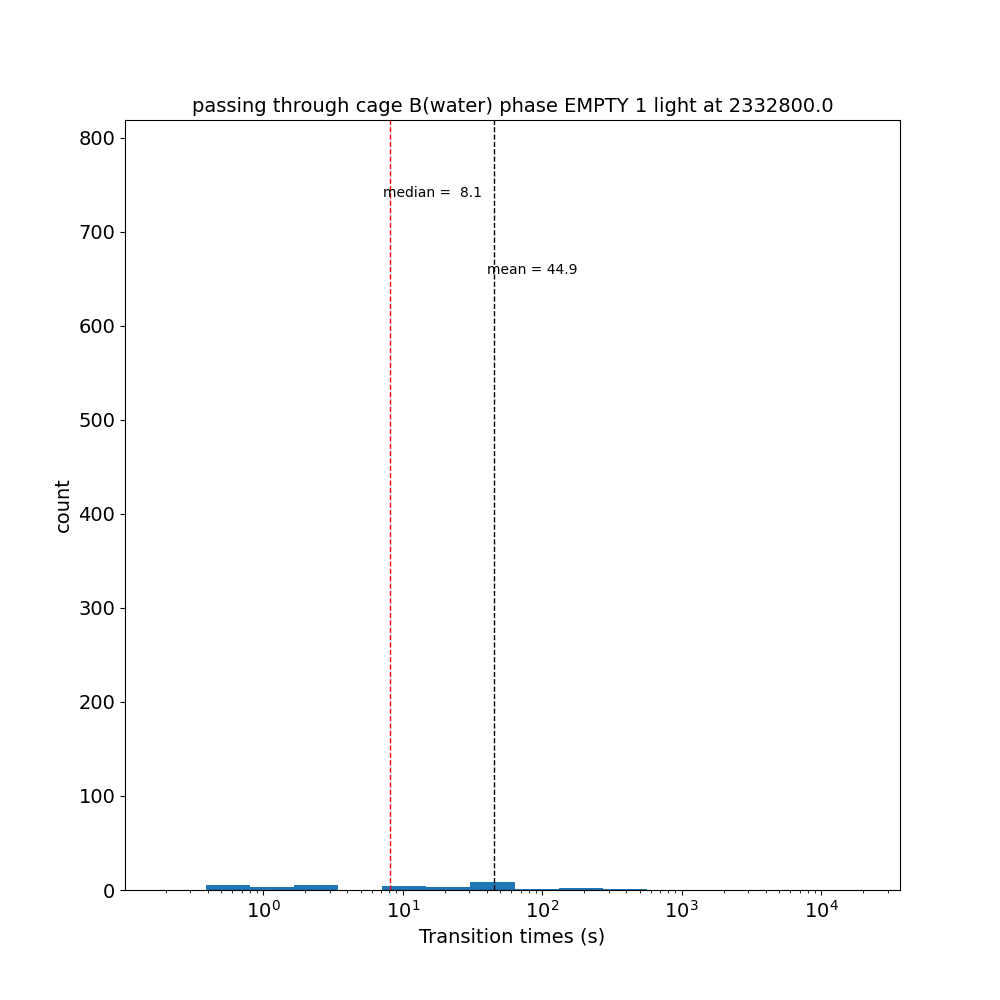 passing through cage B(water) phase EMPTY 1 light at 2332800.0
800
median =  8.1
700
mean = 44.9
600
500
count
400
300
200
100
0
10^0 10^1 10^2 10^3 10^4
Transition times (s)